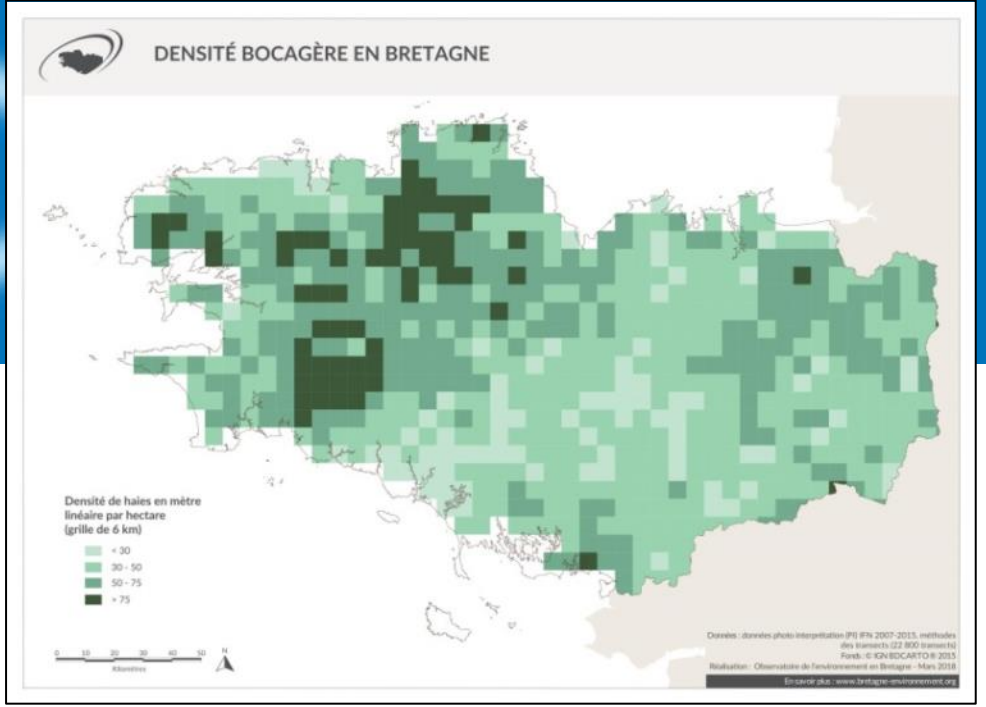 DENSITÉ BOCAGÈRE EN BRETAGNE
Densité de haies en mètre
linéaire par hectare
(grille de 6 km)
< 30
30 - 50
50 - 75
> 75
0 10 20 30 40 50
Kilomètres
N
Données : données photo-interprétation (PI) IFN 2007-2015, méthodes
des transects (22 800 transects)
Fonds : © IGN BDCARTO ® 2015
Réalisation : Observatoire de l'environnement en Bretagne - Mars 2018
En savoir plus : www.bretagne-environnement.org